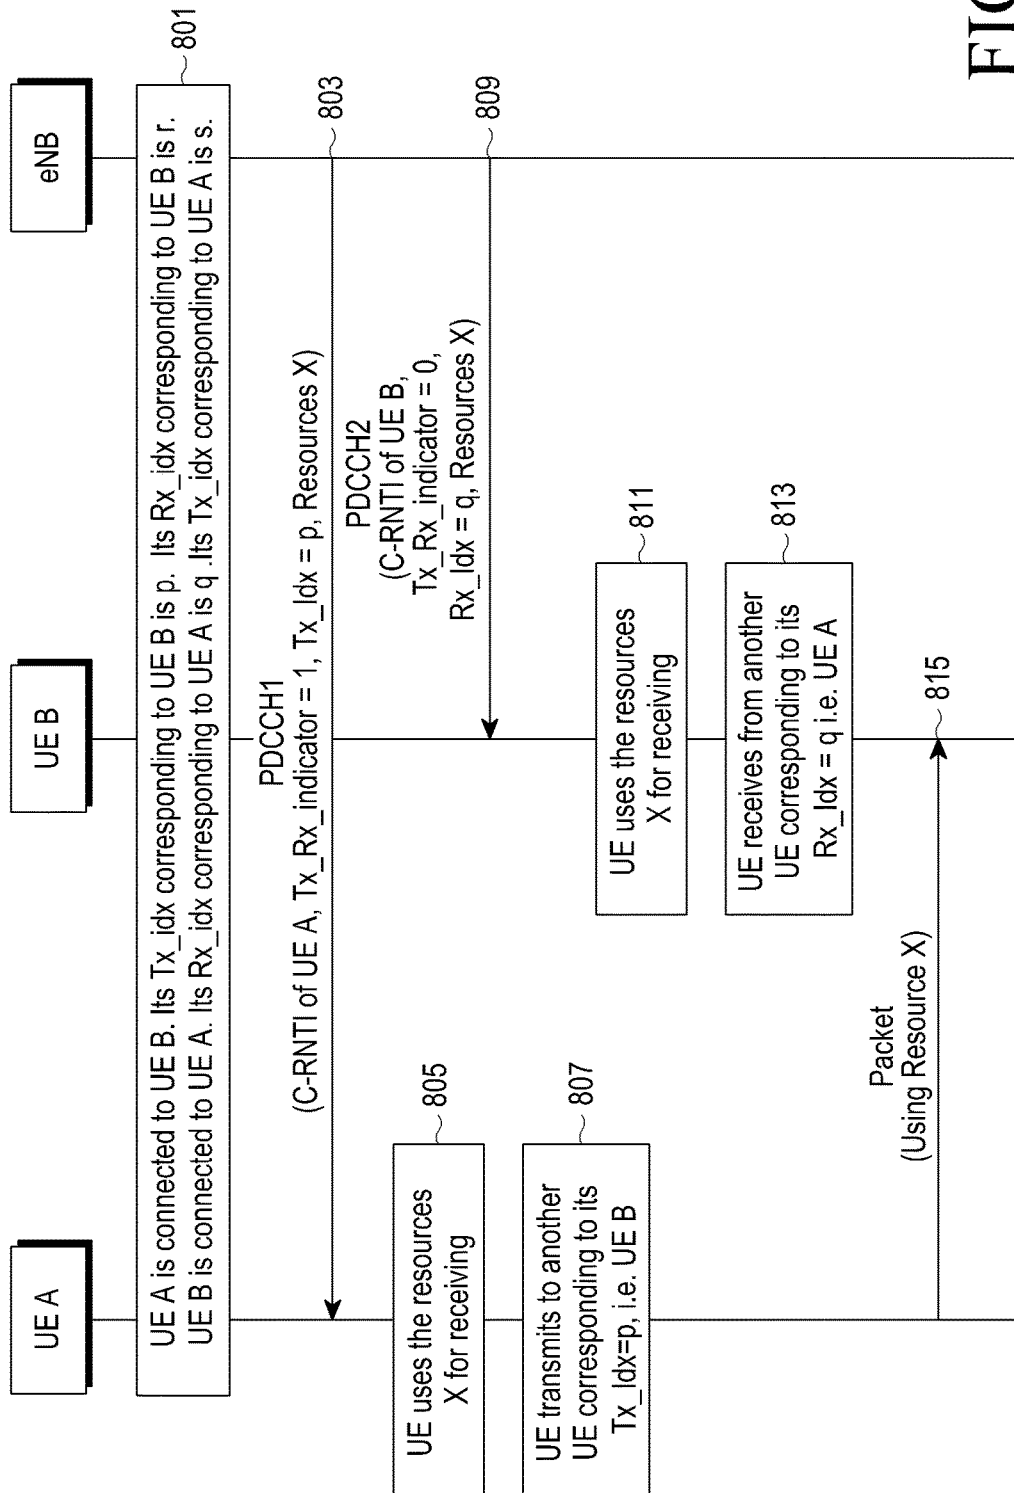 UE A
UE B
eNB
UE A is connected to UE B. Its Tx_idx corresponding to UE B is p. Its Rx_idx corresponding to UE B is r.
UE B is connected to UE A. Its Rx_idx corresponding to UE A is q .Its Tx_idx corresponding to UE A is s.
801
PDCCH1
(C-RNTI of UE A, Tx_Rx_indicator = 1, Tx_Idx = p, Resources X)
803
UE uses the resources
X for receiving
805
UE transmits to another
UE corresponding to its
Tx_Idx=p, i.e. UE B
807
PDCCH2
(C-RNTI of UE B,
Tx_Rx_indicator = 0,
Rx_Idx = q, Resources X)
809
UE uses the resources
X for receiving
811
UE receives from another
UE corresponding to its
Rx_Idx = q i.e. UE A
813
Packet
(Using Resource X)
815